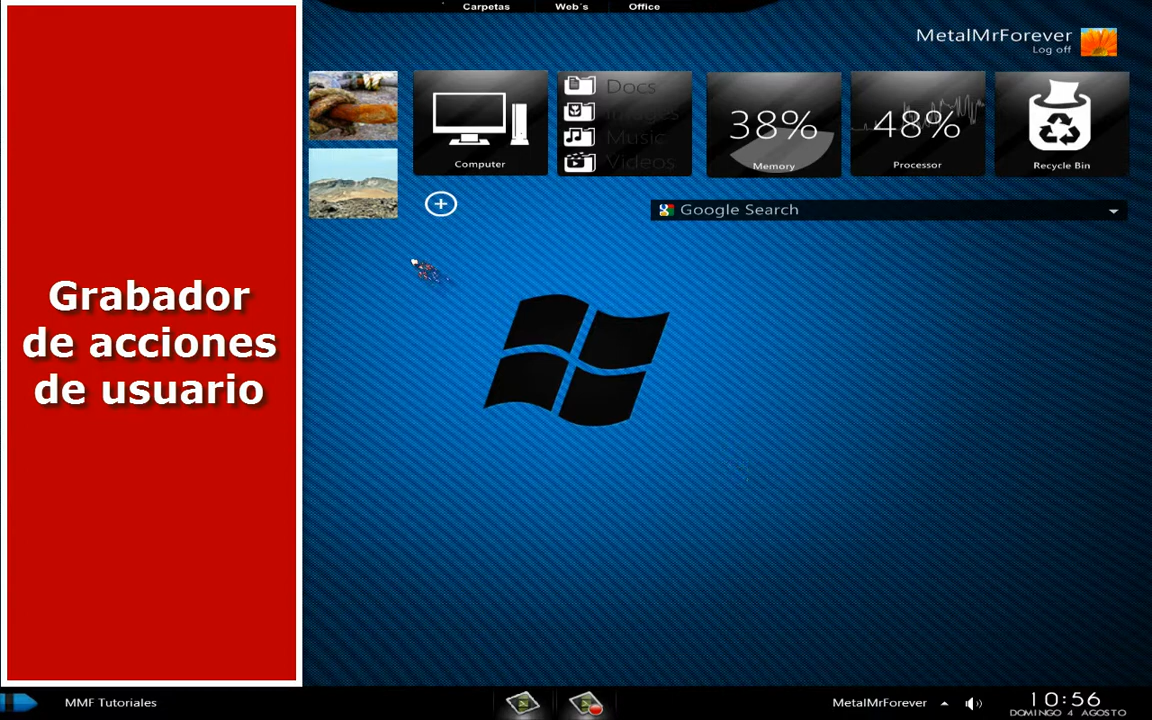 Carpetas Web´s Office
MetalMrForever
Log off
Grabador
de acciones
de usuario
Computer
Docs
Images
Music
Videos
38%
Memory
48%
Processor
Recycle Bin
Google Search
MMF Tutoriales
MetalMrForever
10:56
DOMINGO 4 AGOSTO